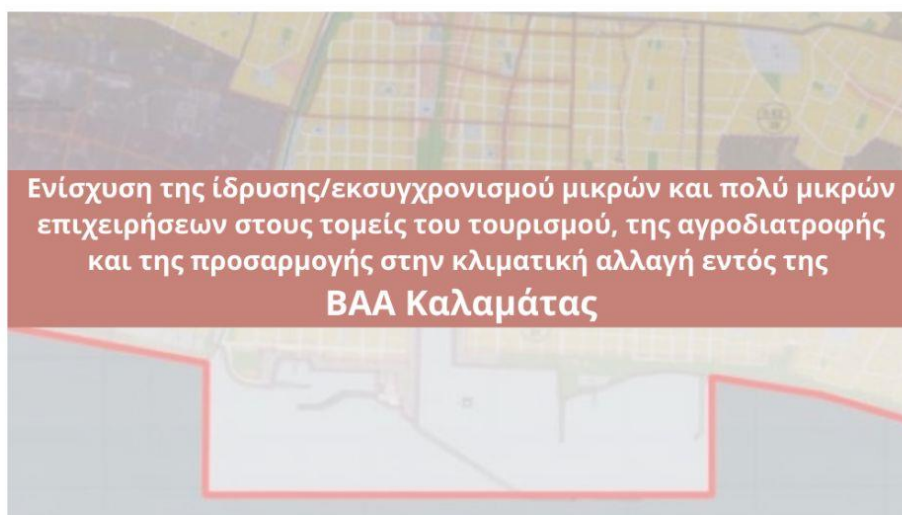 Ενίσχυση της ίδρυσης/εκσυγχρονισμού μικρών και πολύ μικρών
επιχειρήσεων στους τομείς του τουρισμού, της αγροδιατροφής
και της προσαρμογής στην κλιματική αλλαγή εντός της
ΒΑΑ Καλαμάτας